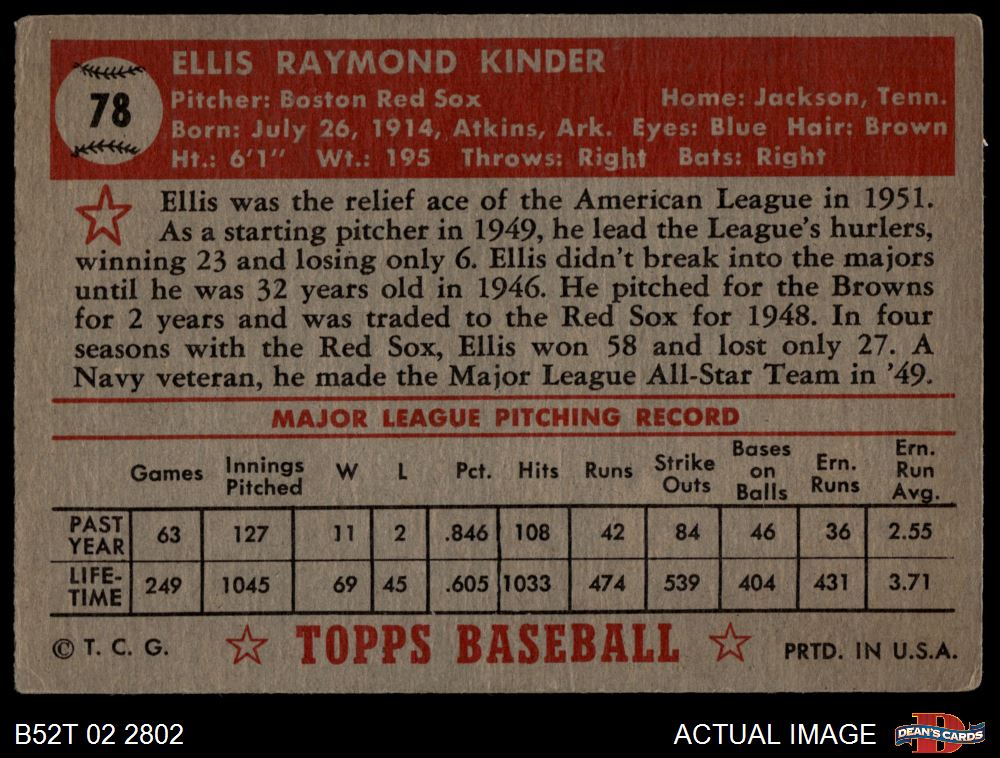 78
ELLIS RAYMOND KINDER
Pitcher: Boston Red Sox Home: Jackson, Tenn.
Born: July 26, 1914, Atkins, Ark. Eyes: Blue Hair: Brown
Ht.: 6'1" Wt.: 195 Throws: Right Bats: Right
Ellis was the relief ace of the American League in 1951.
As a starting pitcher in 1949, he lead the League's hurlers,
winning 23 and losing only 6. Ellis didn't break into the majors
until he was 32 years old in 1946. He pitched for the Browns
for 2 years and was traded to the Red Sox for 1948. In four
seasons with the Red Sox, Ellis won 58 and lost only 27. A
Navy veteran, he made the Major League All-Star Team in '49.
MAJOR LEAGUE PITCHING RECORD
Games Innings Pitched W L Pct. Hits Runs Strike Outs Bases on Balls Ern. Runs Ern. Run Avg.
PAST YEAR 63 127 11 2 .846 108 42 84 46 36 2.55
LIFE-TIME 249 1045 69 45 .605 1033 474 539 404 431 3.71
© T. C. G. TOPPS BASEBALL PRTD. IN U.S.A.
B52T 02 2802 ACTUAL IMAGE D DEAN'S CARDS